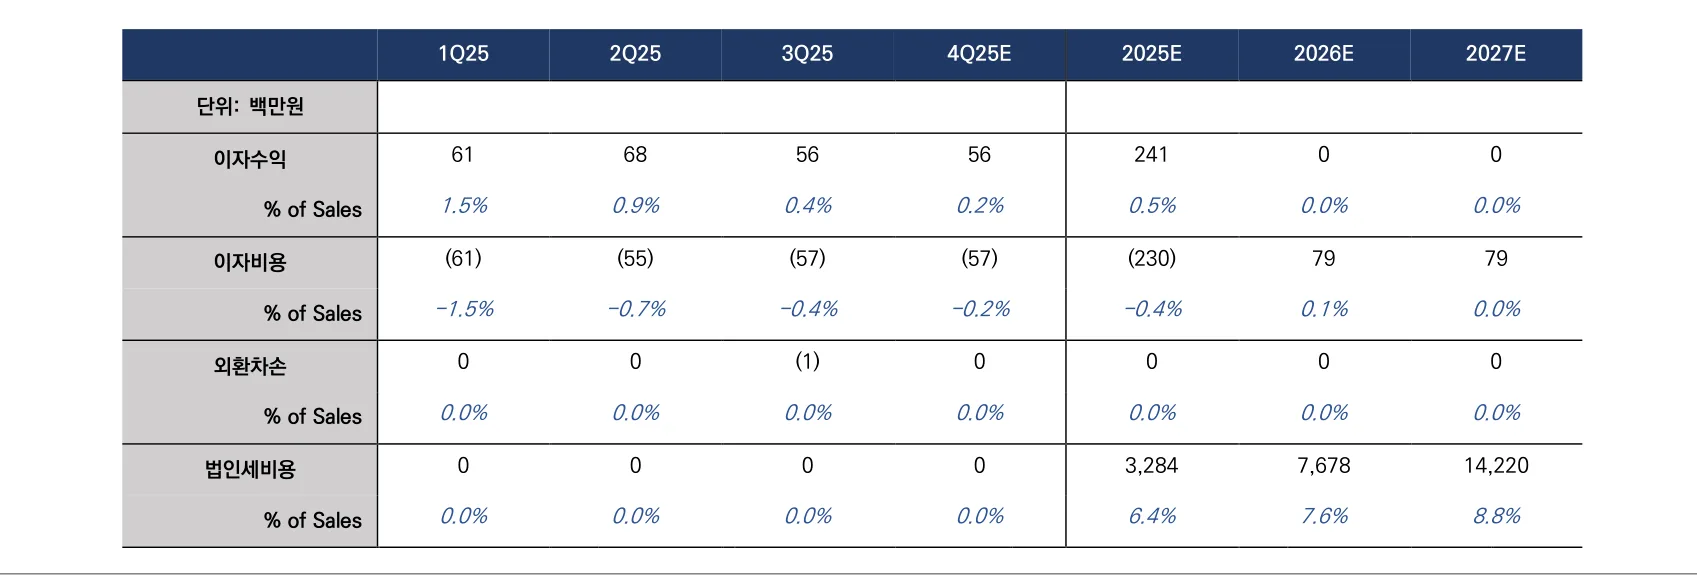 1Q25 2Q25 3Q25 4Q25E 2025E 2026E 2027E
단위: 백만원
이자수익 61 68 56 56 241 0 0
% of Sales 1.5% 0.9% 0.4% 0.2% 0.5% 0.0% 0.0%
이자비용 (61) (55) (57) (57) (230) 79 79
% of Sales -1.5% -0.7% -0.4% -0.2% -0.4% 0.1% 0.0%
외환차손 0 0 (1) 0 0 0 0
% of Sales 0.0% 0.0% 0.0% 0.0% 0.0% 0.0% 0.0%
법인세비용 0 0 0 0 3,284 7,678 14,220
% of Sales 0.0% 0.0% 0.0% 0.0% 6.4% 7.6% 8.8%